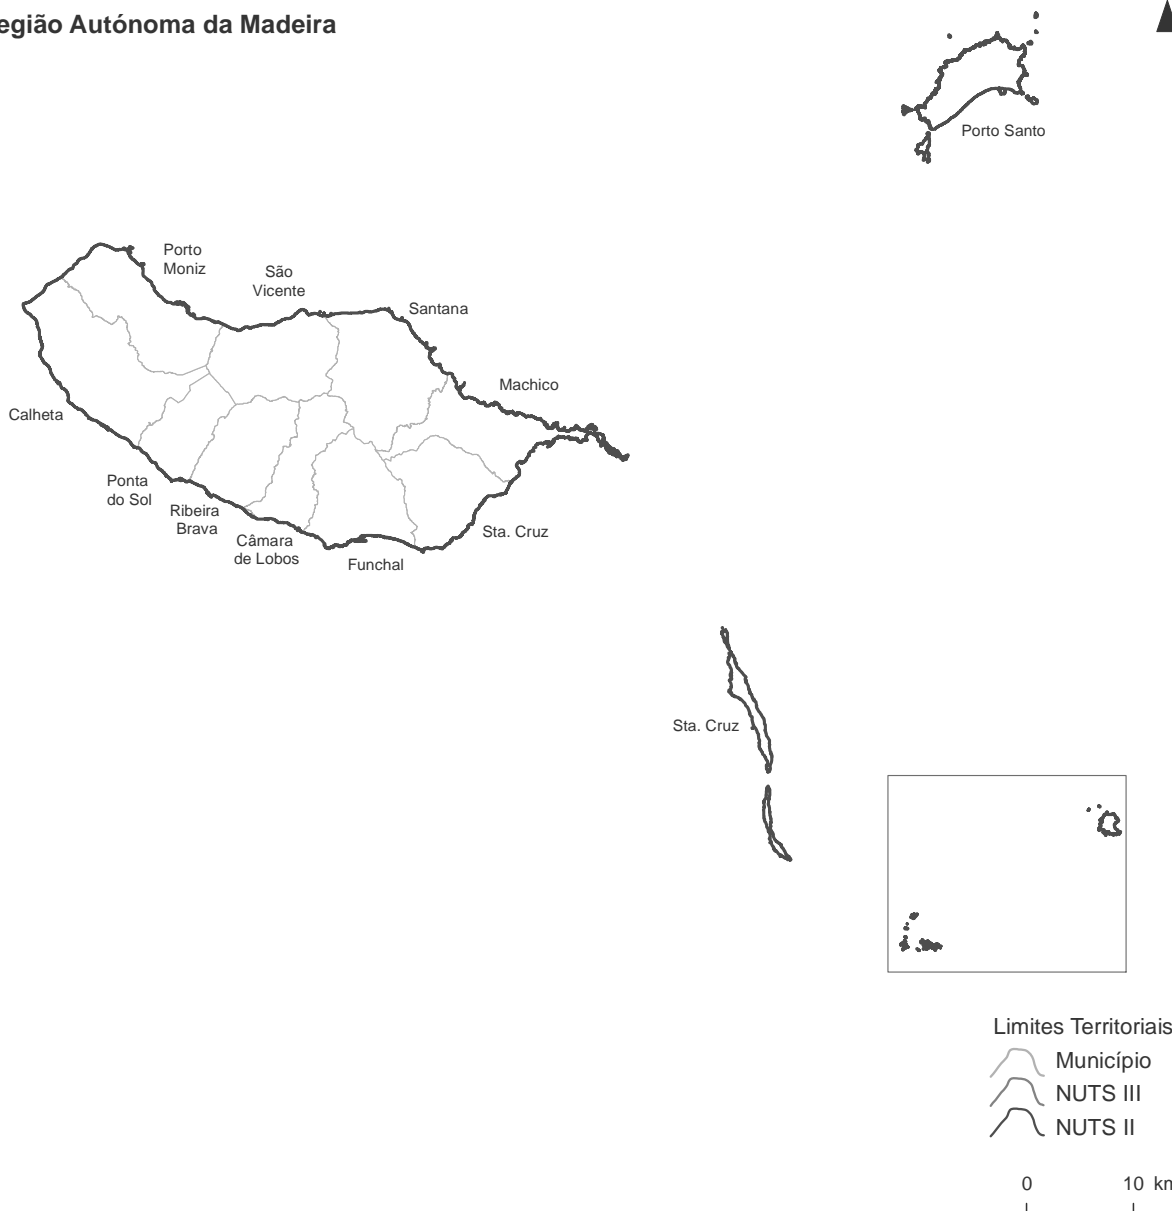 egião Autónoma da Madeira
Porto Santo
Porto
Moniz
São
Vicente
Santana
Machico
Calheta
Ponta
do Sol
Ribeira
Brava
Câmara
de Lobos
Funchal
Sta. Cruz
Sta. Cruz
Limites Territoriais
Município
NUTS III
NUTS II
0 10 km